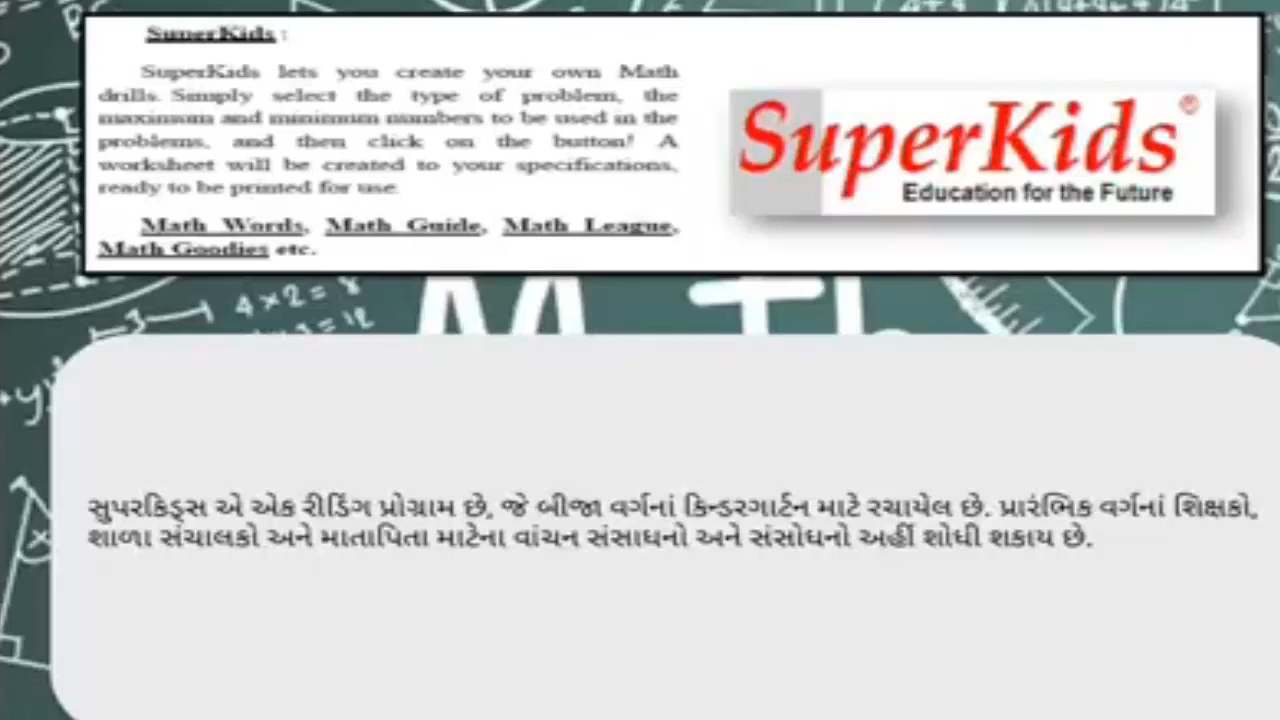 SuperKids :
SuperKids lets you create your own Math
drills. Simply select the type of problem, the
maximum and minimum numbers to be used in the
problems, and then click on the button! A
worksheet will be created to your specifications,
ready to be printed for use.
Math Words, Math Guide, Math League,
Math Goodies etc.
SuperKids®
Education for the Future
4×2=8
સુપરકિડ્સ એ એક રીડિંગ પ્રોગ્રામ છે, જે બીજા વર્ગનાં કિન્ડરગાર્ટન માટે રચાયેલ છે. પ્રારંભિક વર્ગનાં શિક્ષકો,
શાળા સંચાલકો અને માતાપિતા માટેના વાંચન સંસાધનો અને સંસોધનો અહીં શોધી શકાય છે.